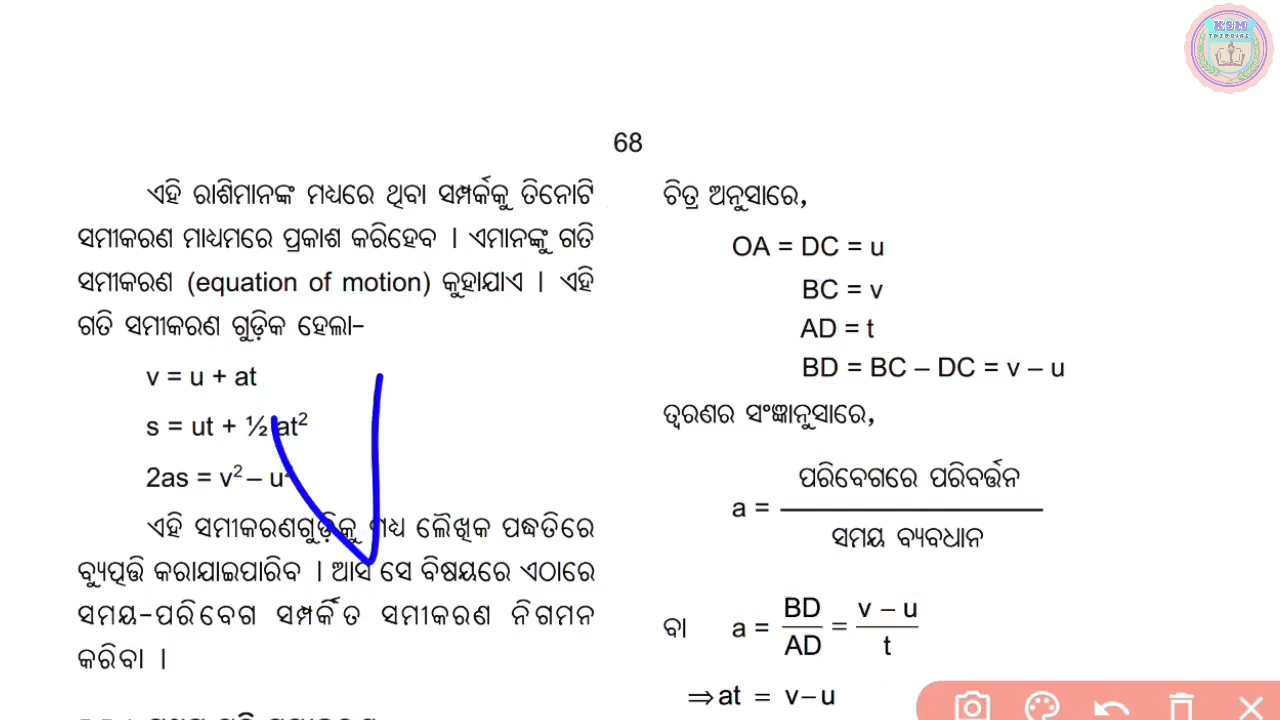 KSM
TUTORIAL
68
ଏହି ରାଶିମାନଙ୍କ ମଧ୍ୟରେ ଥିବା ସମ୍ପର୍କକୁ ତିନୋଟି
ସମୀକରଣ ମାଧ୍ୟମରେ ପ୍ରକାଶ କରିହେବ । ଏମାନଙ୍କୁ ଗତି
ସମୀକରଣ (equation of motion) କୁହାଯାଏ । ଏହି
ଗତି ସମୀକରଣ ଗୁଡ଼ିକ ହେଲା-
v = u + at
s = ut + ½ at²
2as = v² – u²
ଏହି ସମୀକରଣଗୁଡ଼ିକୁ ମଧ୍ୟ ଲୈଖିକ ପଦ୍ଧତିରେ
ବ୍ୟୁତ୍ପତ୍ତି କରାଯାଇପାରିବ । ଆସ ସେ ବିଷୟରେ ଏଠାରେ
ସମୟ-ପରିବେଗ ସମ୍ପର୍କିତ ସମୀକରଣ ନିଗମନ
କରିବା ।
ଚିତ୍ର ଅନୁସାରେ,
OA = DC = u
BC = v
AD = t
BD = BC – DC = v – u
ତ୍ୱରଣର ସଂଜ୍ଞାନୁସାରେ,
a = ପରିବେଗରେ ପରିବର୍ତ୍ତନ
ସମୟ ବ୍ୟବଧାନ
ବା a = BD/AD = v – u/t
⇒ at = v – u